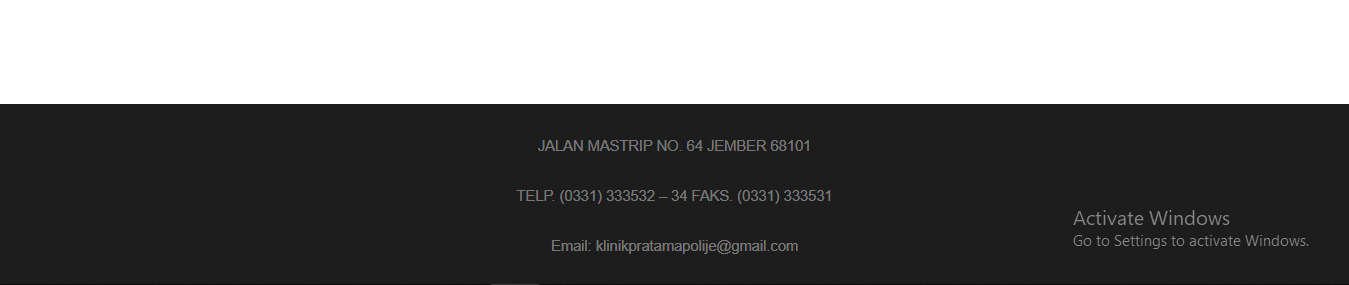 JALAN MASTRIP NO. 64 JEMBER 68101
TELP. (0331) 333532 – 34 FAKS. (0331) 333531
Email: klinikpratamapolije@gmail.com
Activate Windows
Go to Settings to activate Windows.